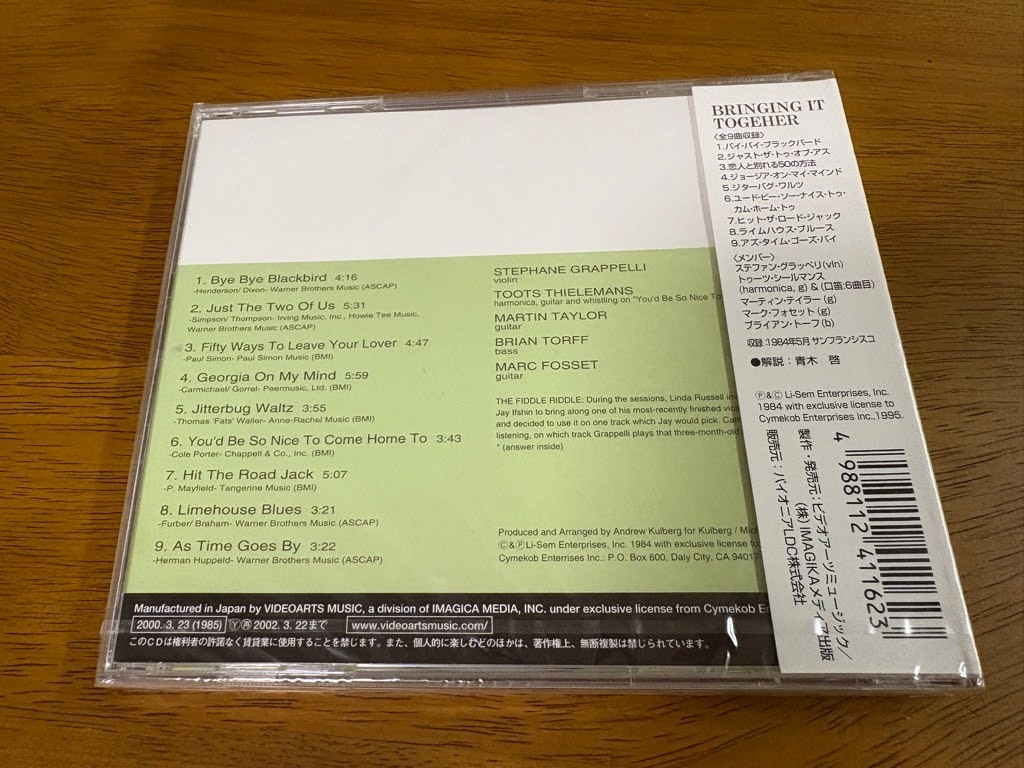 1. Bye Bye Blackbird 4:16
-Henderson/ Dixon- Warner Brothers Music (ASCAP)
2. Just The Two Of Us 5:31
-Simpson/ Thompson- Irving Music, Inc., Howie Tee Music,
Warner Brothers Music (ASCAP)
3. Fifty Ways To Leave Your Lover 4:47
-Paul Simon- Paul Simon Music (BMI)
4. Georgia On My Mind 5:59
-Carmichael/ Gorrel- Peermusic, Ltd. (BMI)
5. Jitterbug Waltz 3:55
-Thomas 'Fats' Waller- Anne-Rachel Music (BMI)
6. You'd Be So Nice To Come Home To 3:43
-Cole Porter- Chappell & Co., Inc. (BMI)
7. Hit The Road Jack 5:07
-P. Mayfield- Tangerine Music (BMI)
8. Limehouse Blues 3:21
-Furber/ Braham- Warner Brothers Music (ASCAP)
9. As Time Goes By 3:22
-Herman Huppeld- Warner Brothers Music (ASCAP)
STEPHANE GRAPPELLI
violin
TOOTS THIELEMANS
harmonica, guitar and whistling on "You'd Be So Nice To
MARTIN TAYLOR
guitar
BRIAN TORFF
bass
MARC FOSSET
guitar
THE FIDDLE RIDDLE: During the sessions, Linda Russell
Jay Ifshin to bring along one of his most-recently finished
and decided to use it on one track which Jay would pick.
listening, on which track Grappelli plays that three-month-old
* (answer inside)
Produced and Arranged by Andrew Kulberg for Kulberg /
©&Ⓟ Li-Sem Enterprises, Inc. 1984 with exclusive license to
Cymekob Enterrises Inc.: P.O. Box 600, Daly City, CA 94017
Manufactured in Japan by VIDEOARTS MUSIC, a division of IMAGICA MEDIA, INC. under exclusive license from Cymekob
2000. 3. 23 (1985) Ⓨ㊢ 2002. 3. 22まで www.videoartsmusic.com/
このCDは権利者の許諾なく賃貸業に使用することを禁じます。また、個人的に楽しむどのほかは、著作権上、無断複製は禁じられています。
BRINGING IT
TOGEHER
〈全9曲収録〉
1.バイ・バイ・ブラックバード
2.ジャスト・ザ・トゥ・オブ・アス
3.恋人と別れる50の方法
4.ジョージア・オン・マイ・マインド
5.ジターバグ・ワルツ
6.ユード・ビー・ソー・ナイス・トゥ・
カム・ホーム・トゥ
7.ヒット・ザ・ロード・ジャック
8.ライムハウス・ブルース
9.アズ・タイム・ゴーズ・バイ
〈メンバー〉
ステファン・グラッペリ(vln)
トゥーツ・シールマンス
(harmonica, g) & (口笛:6曲目)
マーティン・テイラー(g)
マーク・フォセット(g)
ブライアン・トーフ(b)
収録:1984年5月 サンフランシスコ
●解説:青木 啓
Ⓟ&© Li-Sem Enterprises, Inc.
1984 with exclusive license to
Cymekob Enterprises Inc.,1995.
製作・発売元:ビデオアーツミュージック/
(株)IMAGIKAメディア出版
販売元:パイオニアLDC株式会社
4 988112 411623